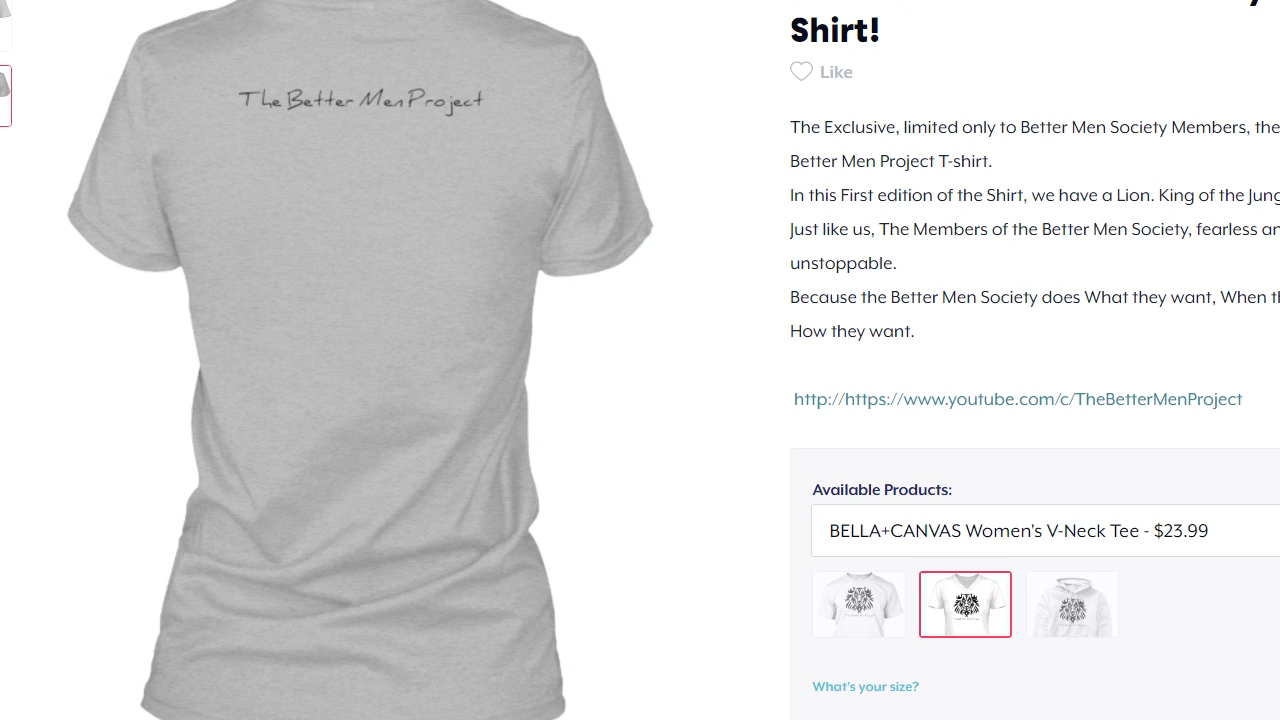 The Better Men Project
Shirt!
Like
The Exclusive, limited only to Better Men Society Members, the
Better Men Project T-shirt.
In this First edition of the Shirt, we have a Lion. King of the Jung
Just like us, The Members of the Better Men Society, fearless an
unstoppable.
Because the Better Men Society does What they want, When th
How they want.
http://https://www.youtube.com/c/TheBetterMenProject
Available Products:
BELLA+CANVAS Women's V-Neck Tee - $23.99
What's your size?